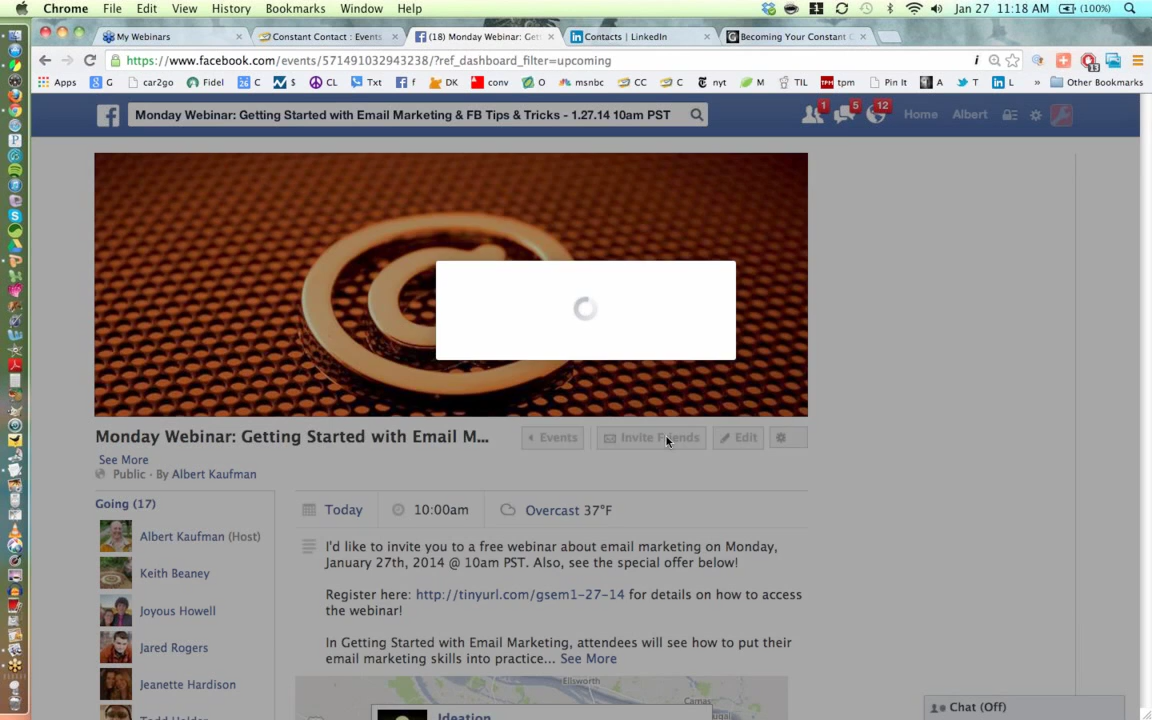 Chrome File Edit View History Bookmarks Window Help Jan 27 11:18 AM (100%)
My Webinars Constant Contact : Events (18) Monday Webinar: Get Contacts | LinkedIn Becoming Your Constant C
https://www.facebook.com/events/571491032943238/?ref_dashboard_filter=upcoming
Apps G car2go Fidel C $ CL Txt f DK conv O msnbc CC C nyt M TIL tpm Pin It A T L » Other Bookmarks
Monday Webinar: Getting Started with Email Marketing & FB Tips & Tricks - 1.27.14 10am PST 1 5 12 Home Albert
Monday Webinar: Getting Started with Email M... Events Invite Friends Edit
See More
Public · By Albert Kaufman
Going (17)
Today 10:00am Overcast 37°F
Albert Kaufman (Host)
Keith Beaney
Joyous Howell
Jared Rogers
Jeanette Hardison
I'd like to invite you to a free webinar about email marketing on Monday,
January 27th, 2014 @ 10am PST. Also, see the special offer below!
Register here: http://tinyurl.com/gsem1-27-14 for details on how to access
the webinar!
In Getting Started with Email Marketing, attendees will see how to put their
email marketing skills into practice... See More
Ellsworth
Camas
Ideation
Chat (Off)